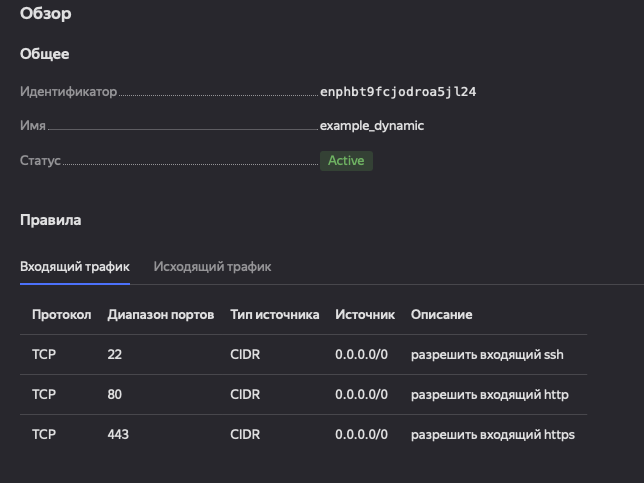 Обзор
Общее
Идентификатор enphbt9fcjodroa5jl24
Имя example_dynamic
Статус Active
Правила
Входящий трафик Исходящий трафик
Протокол Диапазон портов Тип источника Источник Описание
TCP 22 CIDR 0.0.0.0/0 разрешить входящий ssh
TCP 80 CIDR 0.0.0.0/0 разрешить входящий http
TCP 443 CIDR 0.0.0.0/0 разрешить входящий https